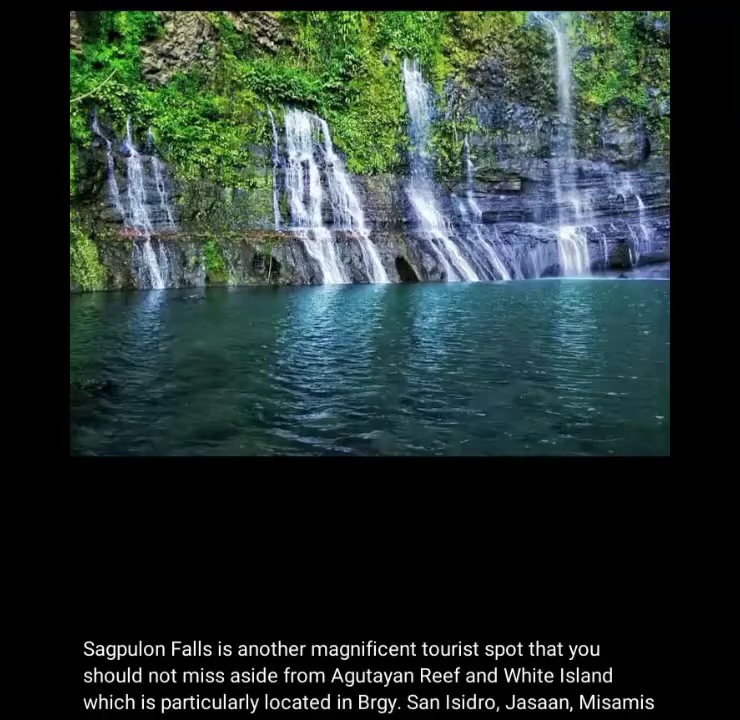 Sagpulon Falls is another magnificent tourist spot that you
should not miss aside from Agutayan Reef and White Island
which is particularly located in Brgy. San Isidro, Jasaan, Misamis